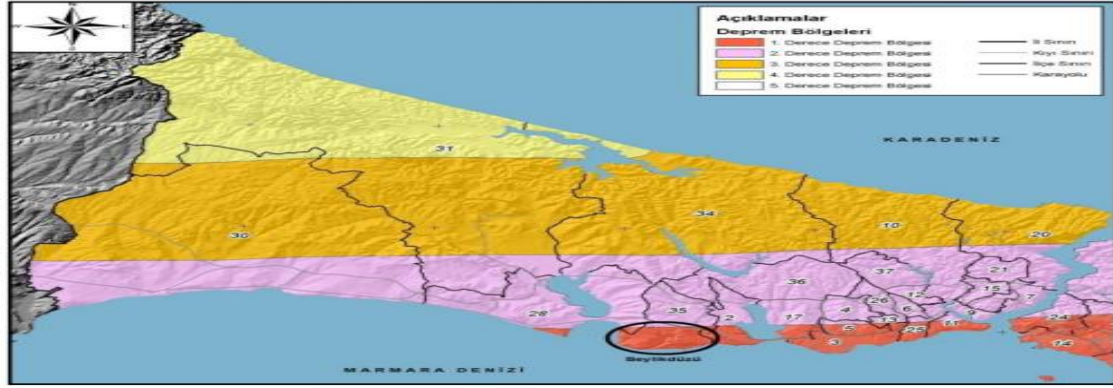 Açıklamalar
Deprem Bölgeleri
1. Derece Deprem Bölgesi
2. Derece Deprem Bölgesi
3. Derece Deprem Bölgesi
4. Derece Deprem Bölgesi
5. Derece Deprem Bölgesi
İl Sınırı
Kıyı Sınırı
İlçe Sınırı
Karayolu
KARADENİZ
31
34
10
20
30
37
21
36
15
12
7
28
35
2
17
4
26
6
9
24
13
11
5
25
3
14
Beylikdüzü
MARMARA DENİZİ